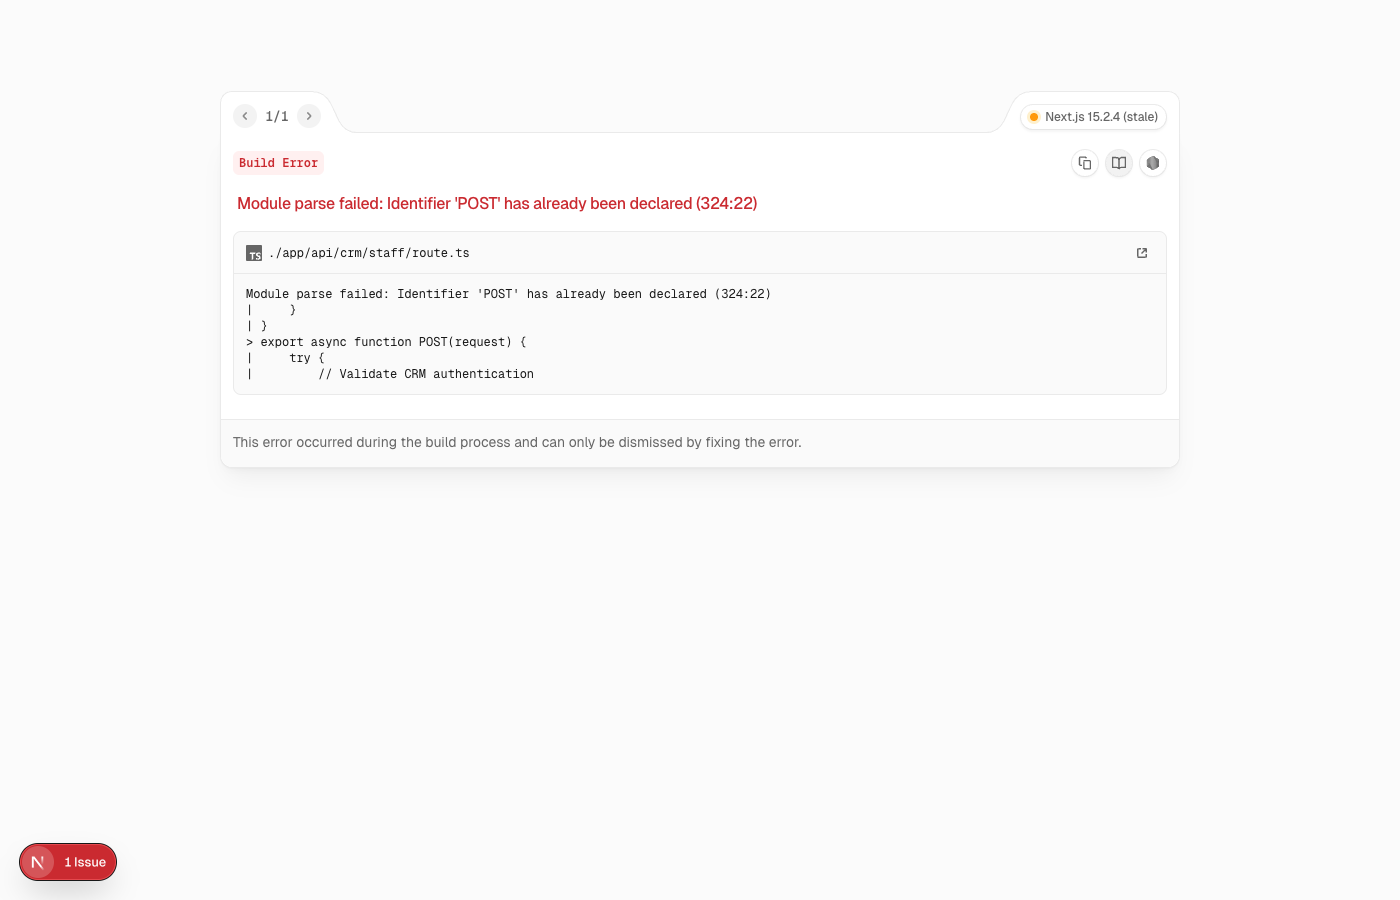 1/1
Next.js 15.2.4 (stale)
Build Error
Module parse failed: Identifier 'POST' has already been declared (324:22)
TS ./app/api/crm/staff/route.ts
Module parse failed: Identifier 'POST' has already been declared (324:22)
|     }
| }
> export async function POST(request) {
|     try {
|         // Validate CRM authentication
This error occurred during the build process and can only be dismissed by fixing the error.
N 1 Issue